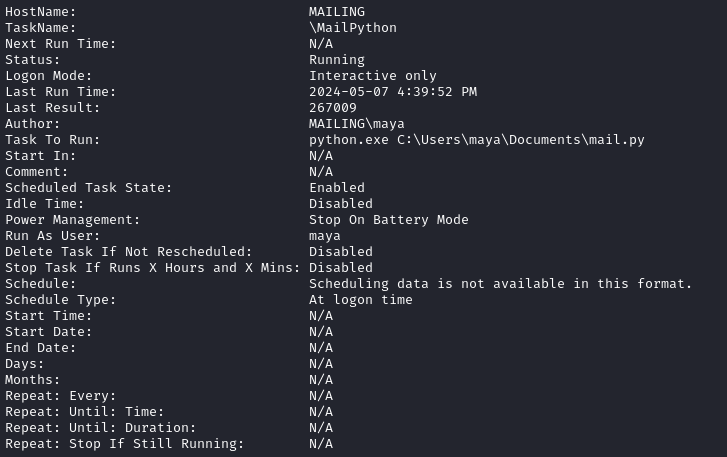 HostName:                             MAILING
TaskName:                             \MailPython
Next Run Time:                        N/A
Status:                               Running
Logon Mode:                           Interactive only
Last Run Time:                        2024-05-07 4:39:52 PM
Last Result:                          267009
Author:                               MAILING\maya
Task To Run:                          python.exe C:\Users\maya\Documents\mail.py
Start In:                             N/A
Comment:                              N/A
Scheduled Task State:                 Enabled
Idle Time:                            Disabled
Power Management:                     Stop On Battery Mode
Run As User:                          maya
Delete Task If Not Rescheduled:       Disabled
Stop Task If Runs X Hours and X Mins: Disabled
Schedule:                             Scheduling data is not available in this format.
Schedule Type:                        At logon time
Start Time:                           N/A
Start Date:                           N/A
End Date:                             N/A
Days:                                 N/A
Months:                               N/A
Repeat: Every:                        N/A
Repeat: Until: Time:                  N/A
Repeat: Until: Duration:              N/A
Repeat: Stop If Still Running:        N/A